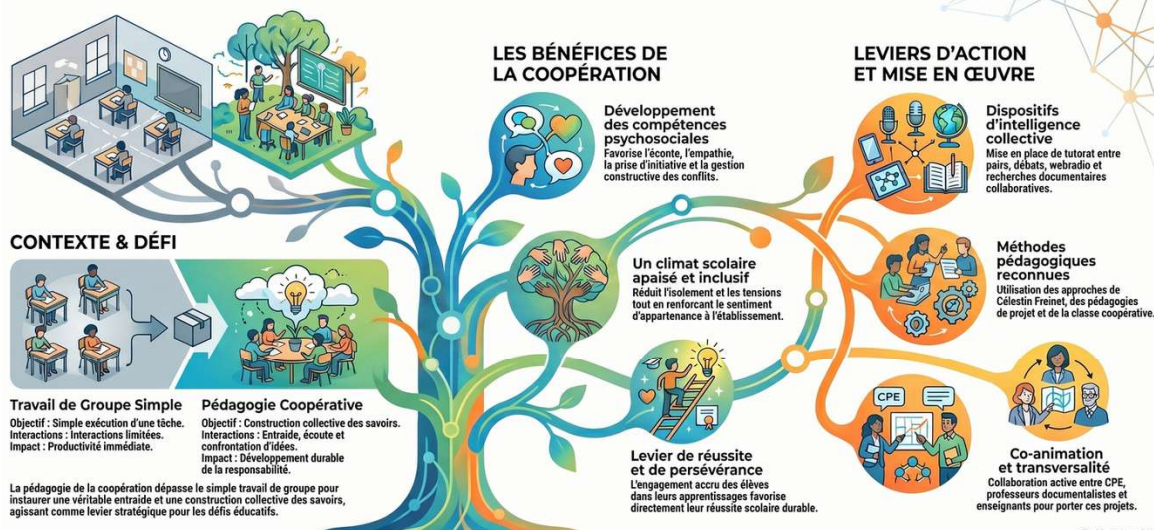 CONTEXTE & DÉFI
Travail de Groupe Simple
Objectif : Simple exécution d'une tâche.
Interactions : Interactions limitées.
Impact : Productivité immédiate.
Pédagogie Coopérative
Objectif : Construction collective des savoirs.
Interactions : Entraide, écoute et
confrontation d'idées.
Impact : Développement durable
de la responsabilité.
La pédagogie de la coopération dépasse le simple travail de groupe pour
instaurer une véritable entraide et une construction collective des savoirs,
agissant comme levier stratégique pour les défis éducatifs.
LES BÉNÉFICES DE
LA COOPÉRATION
Développement
des compétences
psychosociales
Favorise l'éconte, l'empathie,
la prise d'initiative et la gestion
constructive des conflits.
Un climat scolaire
apaisé et inclusif
Réduit l'isolement et les tensions
tout en renforcant le sentiment
d'appartenance à l'établissement.
Levier de réussite
et de persévérance
L'engagement accru des élèves
dans leurs apprentissages favorise
directement leur réussite scolaire durable.
LEVIERS D'ACTION
ET MISE EN ŒUVRE
Dispositifs
d'intelligence
collective
Mise en place de tutorat entre
pairs, débats, webradio et
recherches documentaires
collaboratives.
Méthodes
pédagogiques
reconnues
Utilisation des approches de
Célestin Freinet, des pédagogies
de projet et de la classe coopérative.
CPE
Co-animation
et transversalité
Collaboration active entre CPE,
professeurs documentalistes et
enseignants pour porter ces projets.